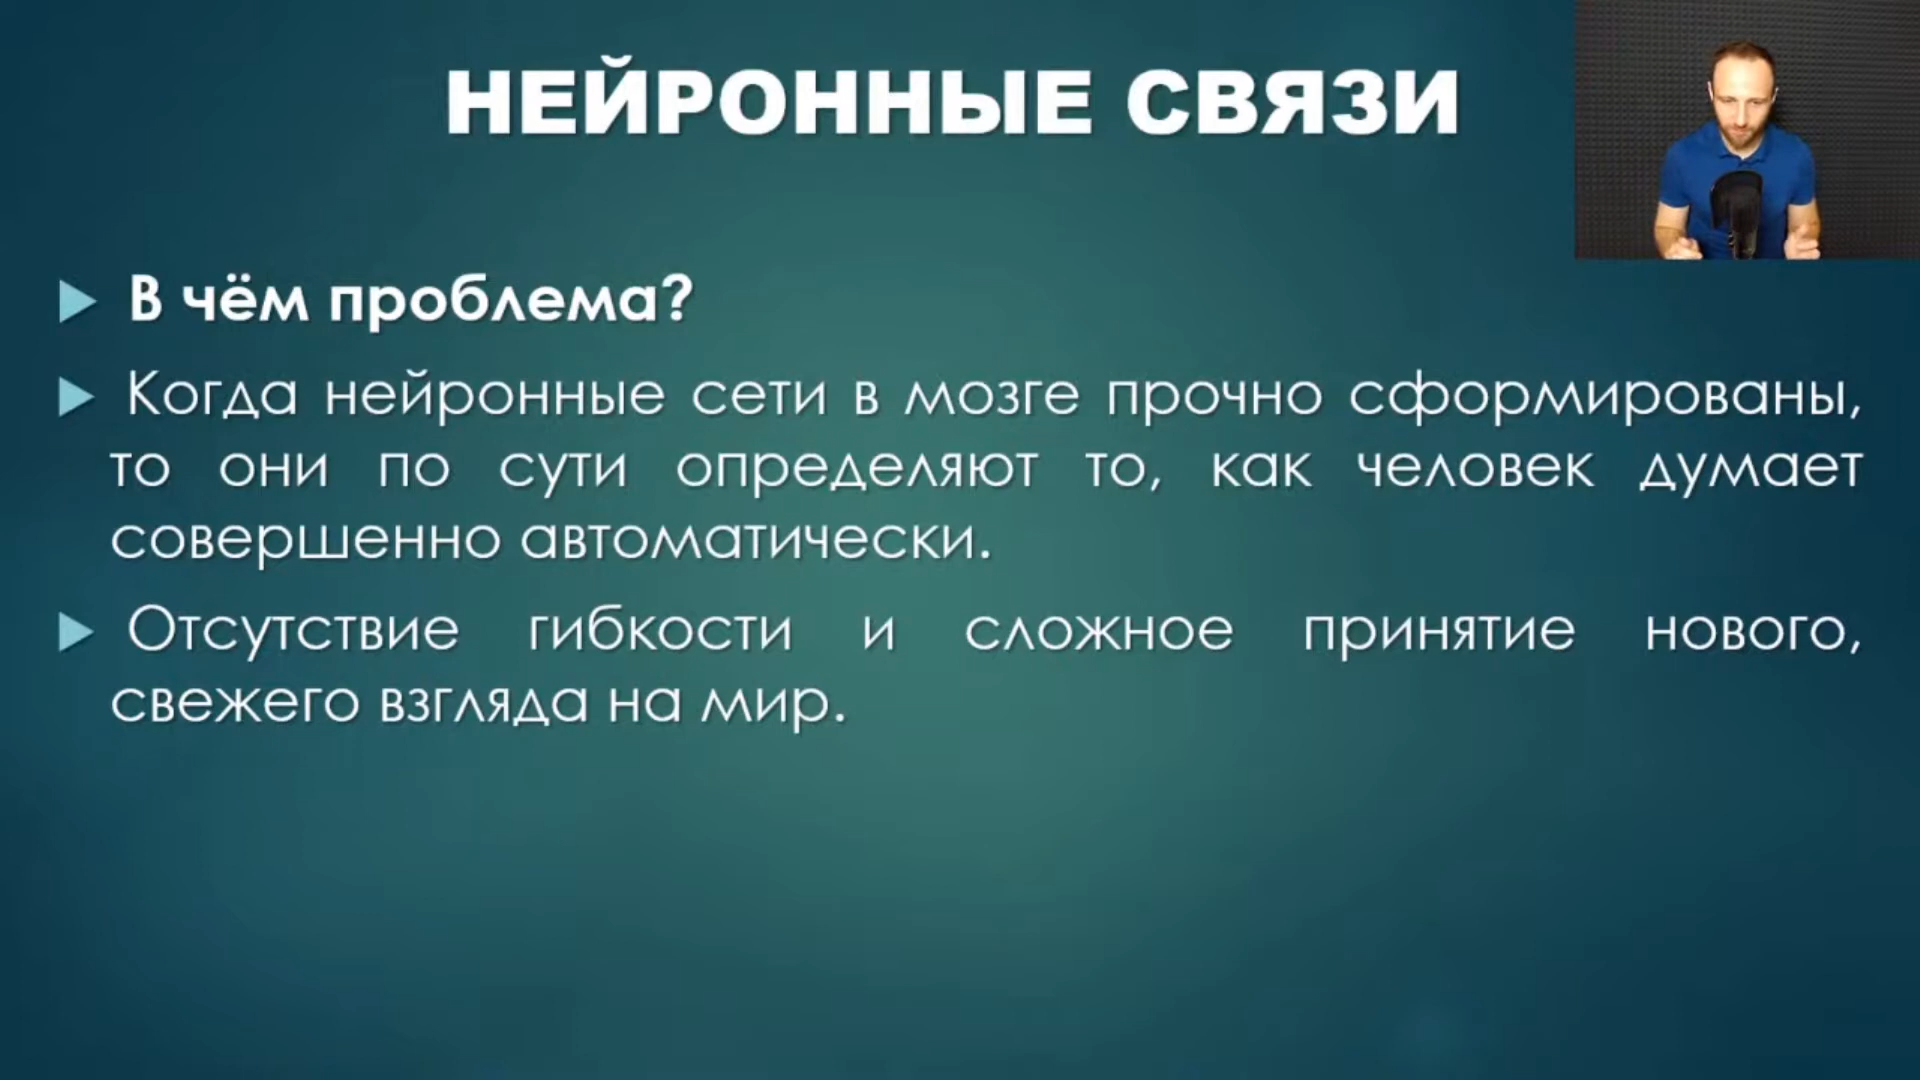 НЕЙРОННЫЕ СВЯЗИ
В чём проблема?
Когда нейронные сети в мозге прочно сформированы,
то они по сути определяют то, как человек думает
совершенно автоматически.
Отсутствие гибкости и сложное принятие нового,
свежего взгляда на мир.